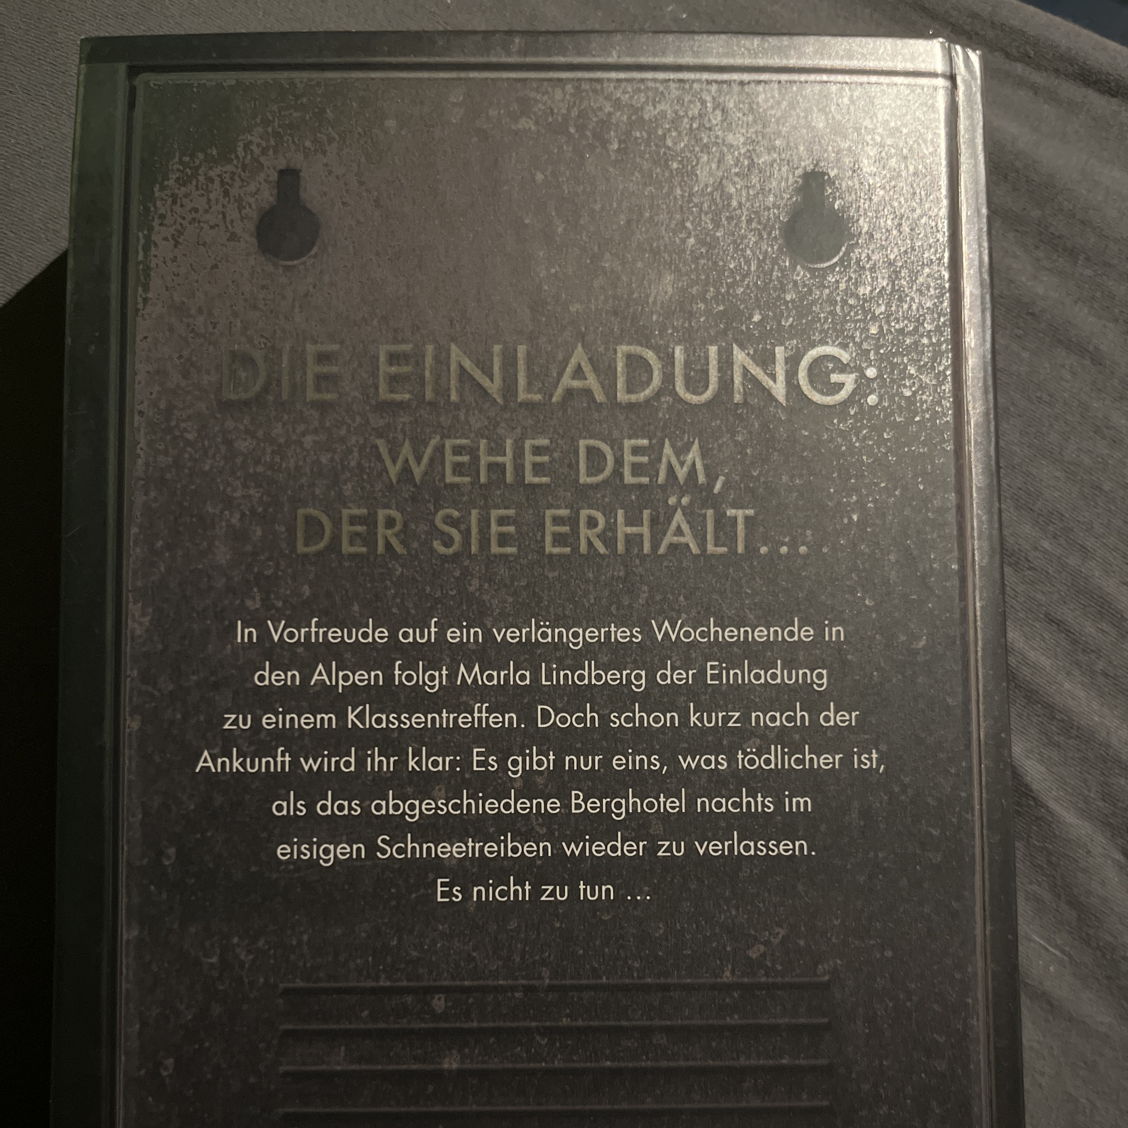 DIE EINLADUNG:
WEHE DEM,
DER SIE ERHÄLT...
In Vorfreude auf ein verlängertes Wochenende in
den Alpen folgt Marla Lindberg der Einladung
zu einem Klassentreffen. Doch schon kurz nach der
Ankunft wird ihr klar: Es gibt nur eins, was tödlicher ist,
als das abgeschiedene Berghotel nachts im
eisigen Schneetreiben wieder zu verlassen.
Es nicht zu tun ...